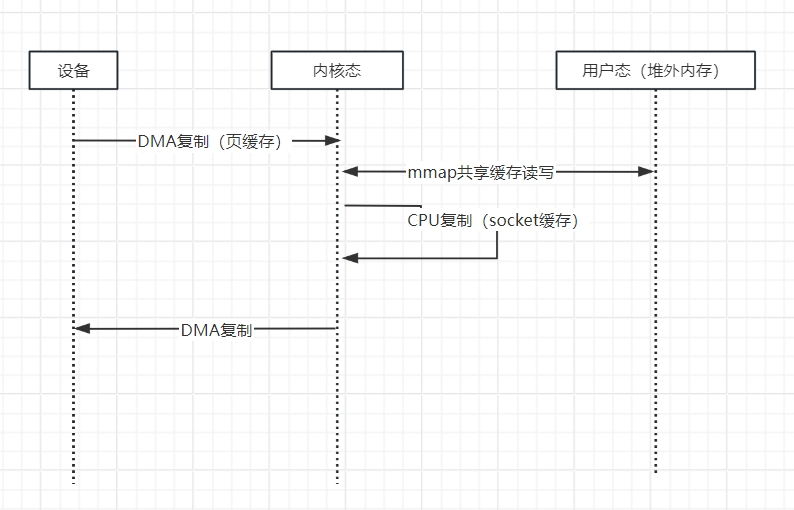 设备
内核态
用户态（堆外内存）
DMA复制（页缓存）
mmap共享缓存读写
CPU复制（socket缓存）
DMA复制